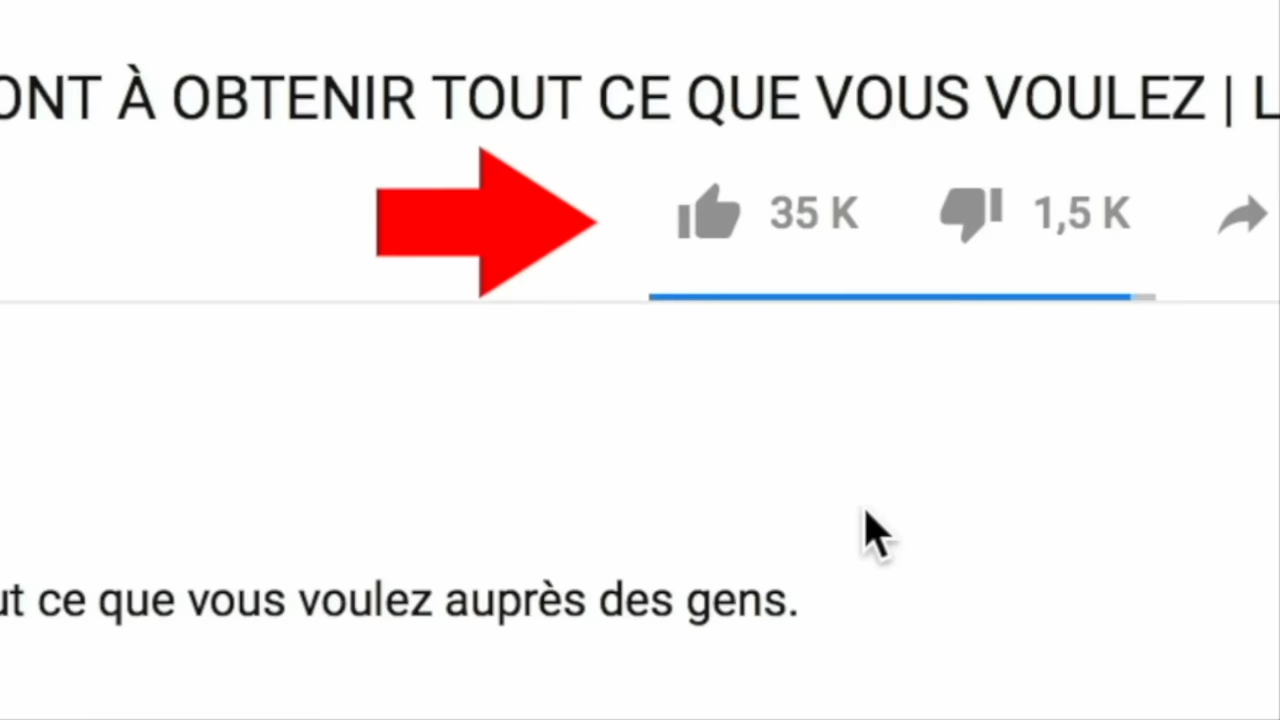 ONT À OBTENIR TOUT CE QUE VOUS VOULEZ | L
35 K 1,5 K
ut ce que vous voulez auprès des gens.